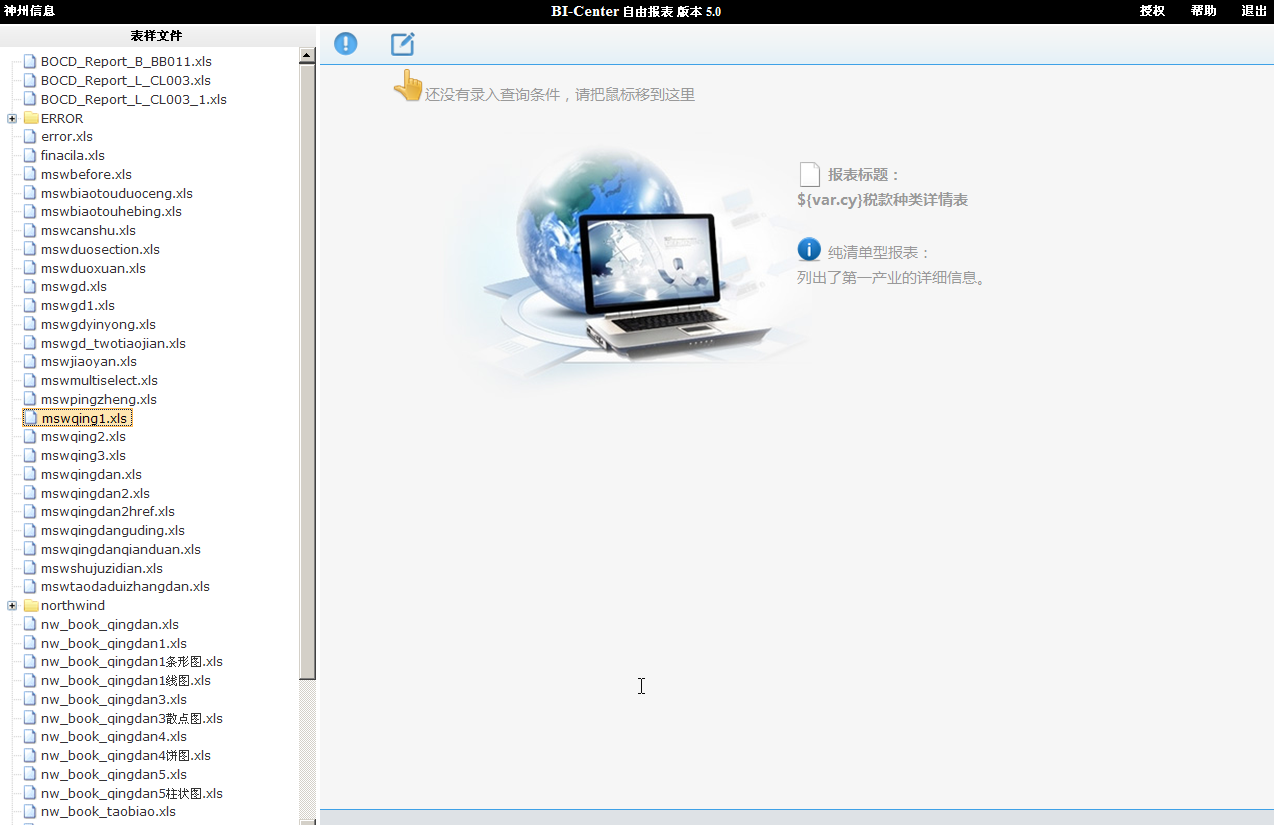 神州信息
BI-Center 自由报表 版本 5.0
授权 帮助 退出
表样文件
BOCD_Report_B_BB011.xls
BOCD_Report_L_CL003.xls
BOCD_Report_L_CL003_1.xls
ERROR
error.xls
finacila.xls
mswbefore.xls
mswbiaotouduoceng.xls
mswbiaotouhebing.xls
mswcanshu.xls
mswduosection.xls
mswduoxuan.xls
mswgd.xls
mswgd1.xls
mswgdyinyong.xls
mswgd_twotiaojian.xls
mswjiaoyan.xls
mswmultiselect.xls
mswpingzheng.xls
mswqing1.xls
mswqing2.xls
mswqing3.xls
mswqingdan.xls
mswqingdan2.xls
mswqingdan2href.xls
mswqingdanguding.xls
mswqingdanqianduan.xls
mswshujuzidian.xls
mswtaodaduizhangdan.xls
northwind
nw_book_qingdan.xls
nw_book_qingdan1.xls
nw_book_qingdan1条形图.xls
nw_book_qingdan1线图.xls
nw_book_qingdan3.xls
nw_book_qingdan3散点图.xls
nw_book_qingdan4.xls
nw_book_qingdan4饼图.xls
nw_book_qingdan5.xls
nw_book_qingdan5柱状图.xls
nw_book_taobiao.xls
还没有录入查询条件，请把鼠标移到这里
报表标题：
${var.cy}税款种类详情表
纯清单型报表：
列出了第一产业的详细信息。